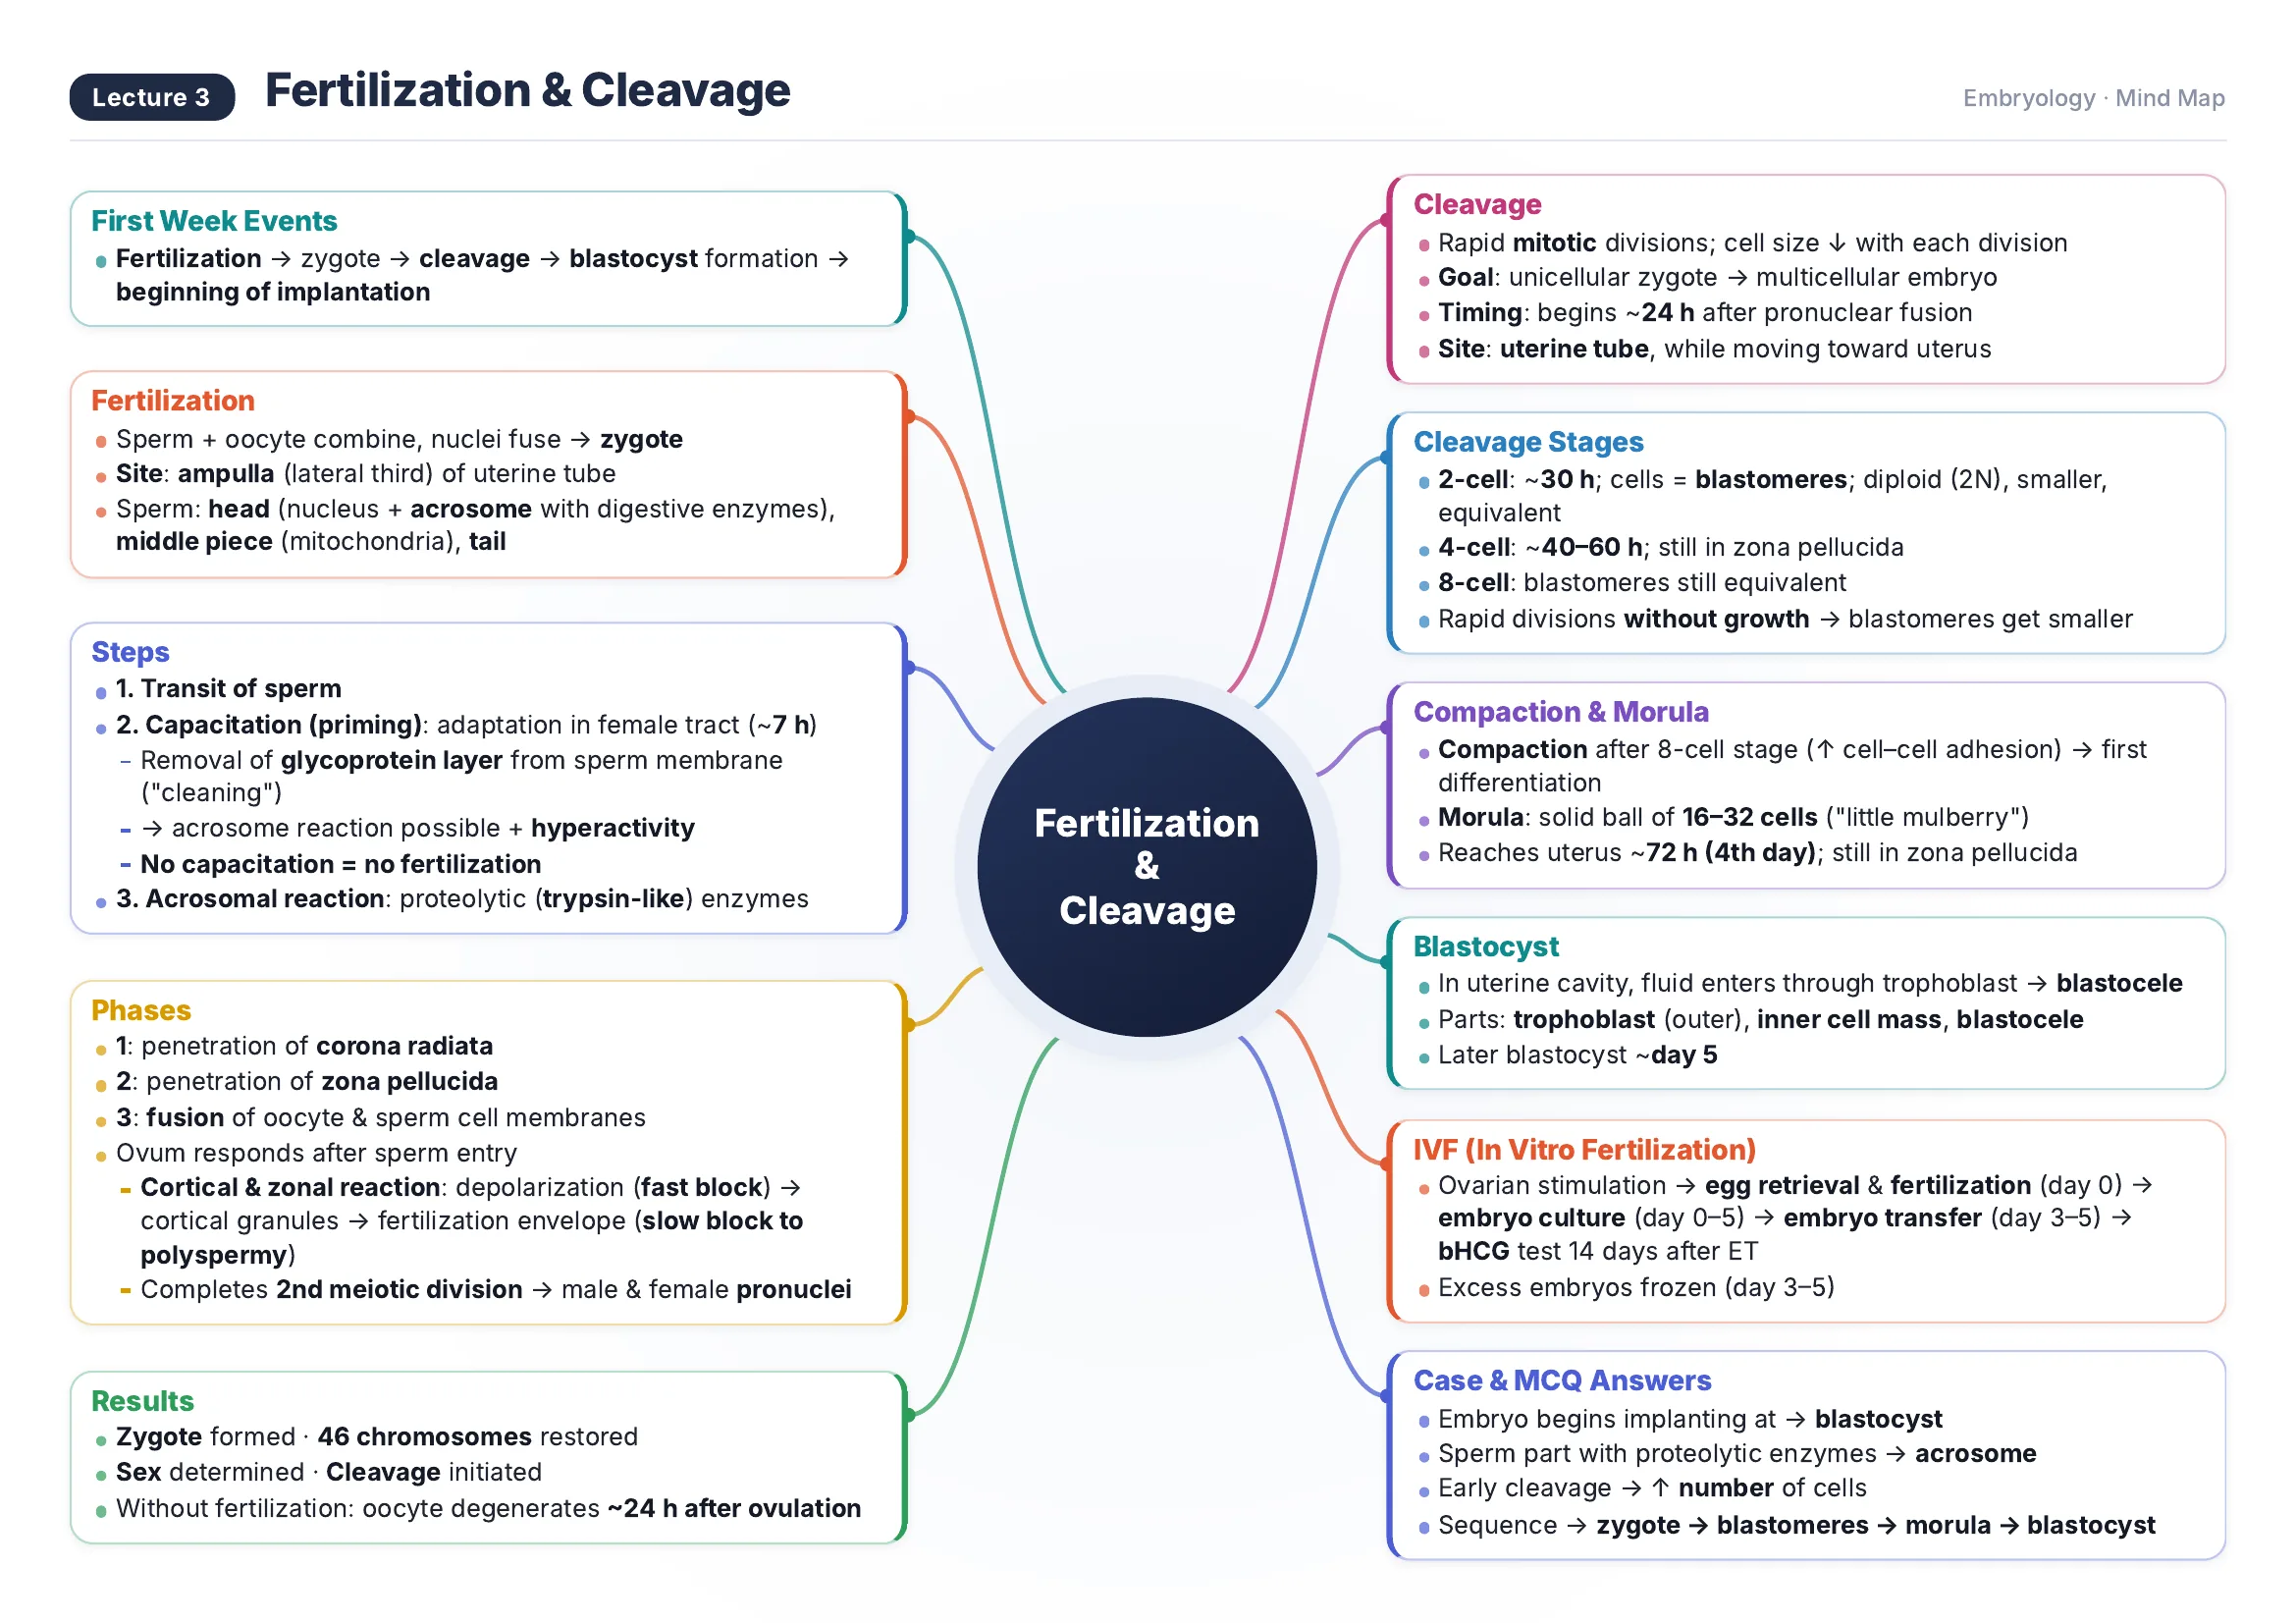 Lecture 3
Fertilization & Cleavage
Embryology · Mind Map
First Week Events
Fertilization → zygote → cleavage → blastocyst formation →
beginning of implantation
Fertilization
Sperm + oocyte combine, nuclei fuse → zygote
Site: ampulla (lateral third) of uterine tube
Sperm: head (nucleus + acrosome with digestive enzymes),
middle piece (mitochondria), tail
Steps
1. Transit of sperm
2. Capacitation (priming): adaptation in female tract (~7 h)
– Removal of glycoprotein layer from sperm membrane
("cleaning")
– → acrosome reaction possible + hyperactivity
– No capacitation = no fertilization
3. Acrosomal reaction: proteolytic (trypsin-like) enzymes
Phases
1: penetration of corona radiata
2: penetration of zona pellucida
3: fusion of oocyte & sperm cell membranes
Ovum responds after sperm entry
– Cortical & zonal reaction: depolarization (fast block) →
cortical granules → fertilization envelope (slow block to
polyspermy)
– Completes 2nd meiotic division → male & female pronuclei
Results
Zygote formed · 46 chromosomes restored
Sex determined · Cleavage initiated
Without fertilization: oocyte degenerates ~24 h after ovulation
Fertilization
&
Cleavage
Cleavage
Rapid mitotic divisions; cell size ↓ with each division
Goal: unicellular zygote → multicellular embryo
Timing: begins ~24 h after pronuclear fusion
Site: uterine tube, while moving toward uterus
Cleavage Stages
2-cell: ~30 h; cells = blastomeres; diploid (2N), smaller,
equivalent
4-cell: ~40–60 h; still in zona pellucida
8-cell: blastomeres still equivalent
Rapid divisions without growth → blastomeres get smaller
Compaction & Morula
Compaction after 8-cell stage (↑ cell–cell adhesion) → first
differentiation
Morula: solid ball of 16–32 cells ("little mulberry")
Reaches uterus ~72 h (4th day); still in zona pellucida
Blastocyst
In uterine cavity, fluid enters through trophoblast → blastocele
Parts: trophoblast (outer), inner cell mass, blastocele
Later blastocyst ~day 5
IVF (In Vitro Fertilization)
Ovarian stimulation → egg retrieval & fertilization (day 0) →
embryo culture (day 0–5) → embryo transfer (day 3–5) →
bHCG test 14 days after ET
Excess embryos frozen (day 3–5)
Case & MCQ Answers
Embryo begins implanting at → blastocyst
Sperm part with proteolytic enzymes → acrosome
Early cleavage → ↑ number of cells
Sequence → zygote → blastomeres → morula → blastocyst